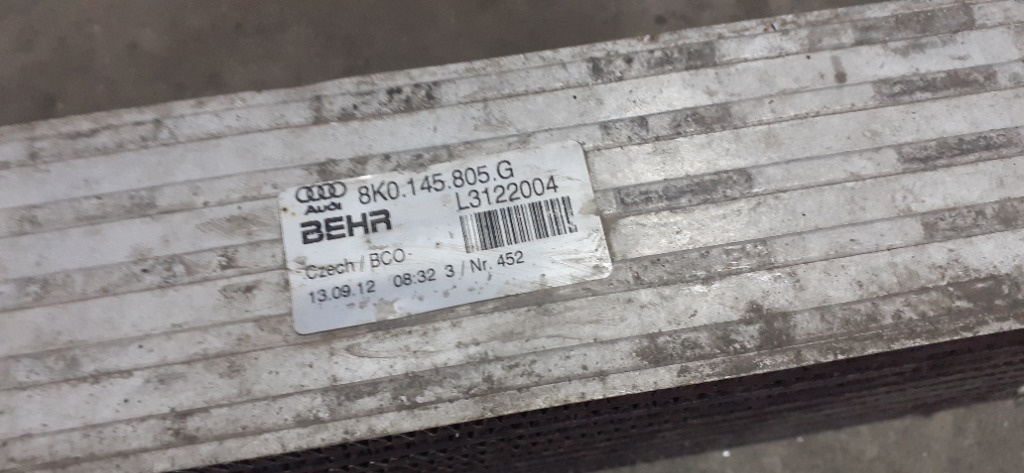 Audi 8K0.145.805.G
BEHR L3122004
Czech / BCO
13.09.12 08:32 3 / Nr. 452